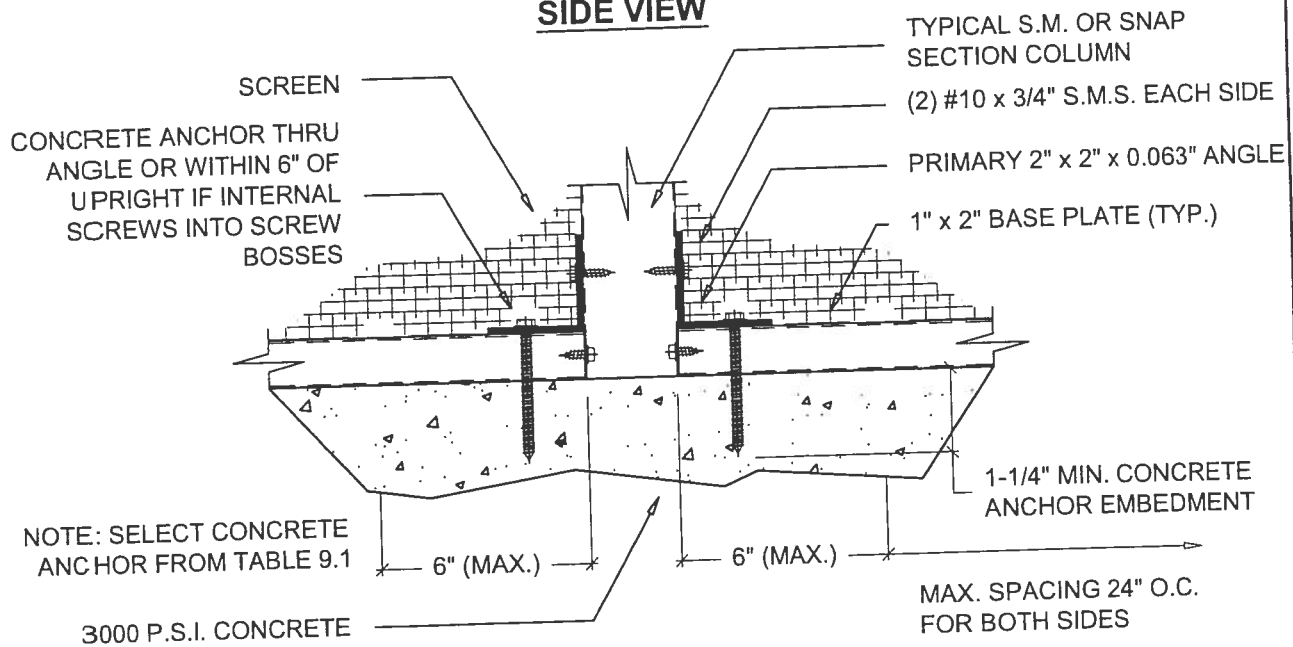 SIDE VIEW
SCREEN
CONCRETE ANCHOR THRU
ANGLE OR WITHIN 6" OF
UPRIGHT IF INTERNAL
SCREWS INTO SCREW
BOSSES
TYPICAL S.M. OR SNAP
SECTION COLUMN
(2) #10 x 3/4" S.M.S. EACH SIDE
PRIMARY 2" x 2" x 0.063" ANGLE
1" x 2" BASE PLATE (TYP.)
1-1/4" MIN. CONCRETE
ANCHOR EMBEDMENT
NOTE: SELECT CONCRETE
ANCHOR FROM TABLE 9.1
6" (MAX.)
6" (MAX.)
MAX. SPACING 24" O.C.
FOR BOTH SIDES
3000 P.S.I. CONCRETE